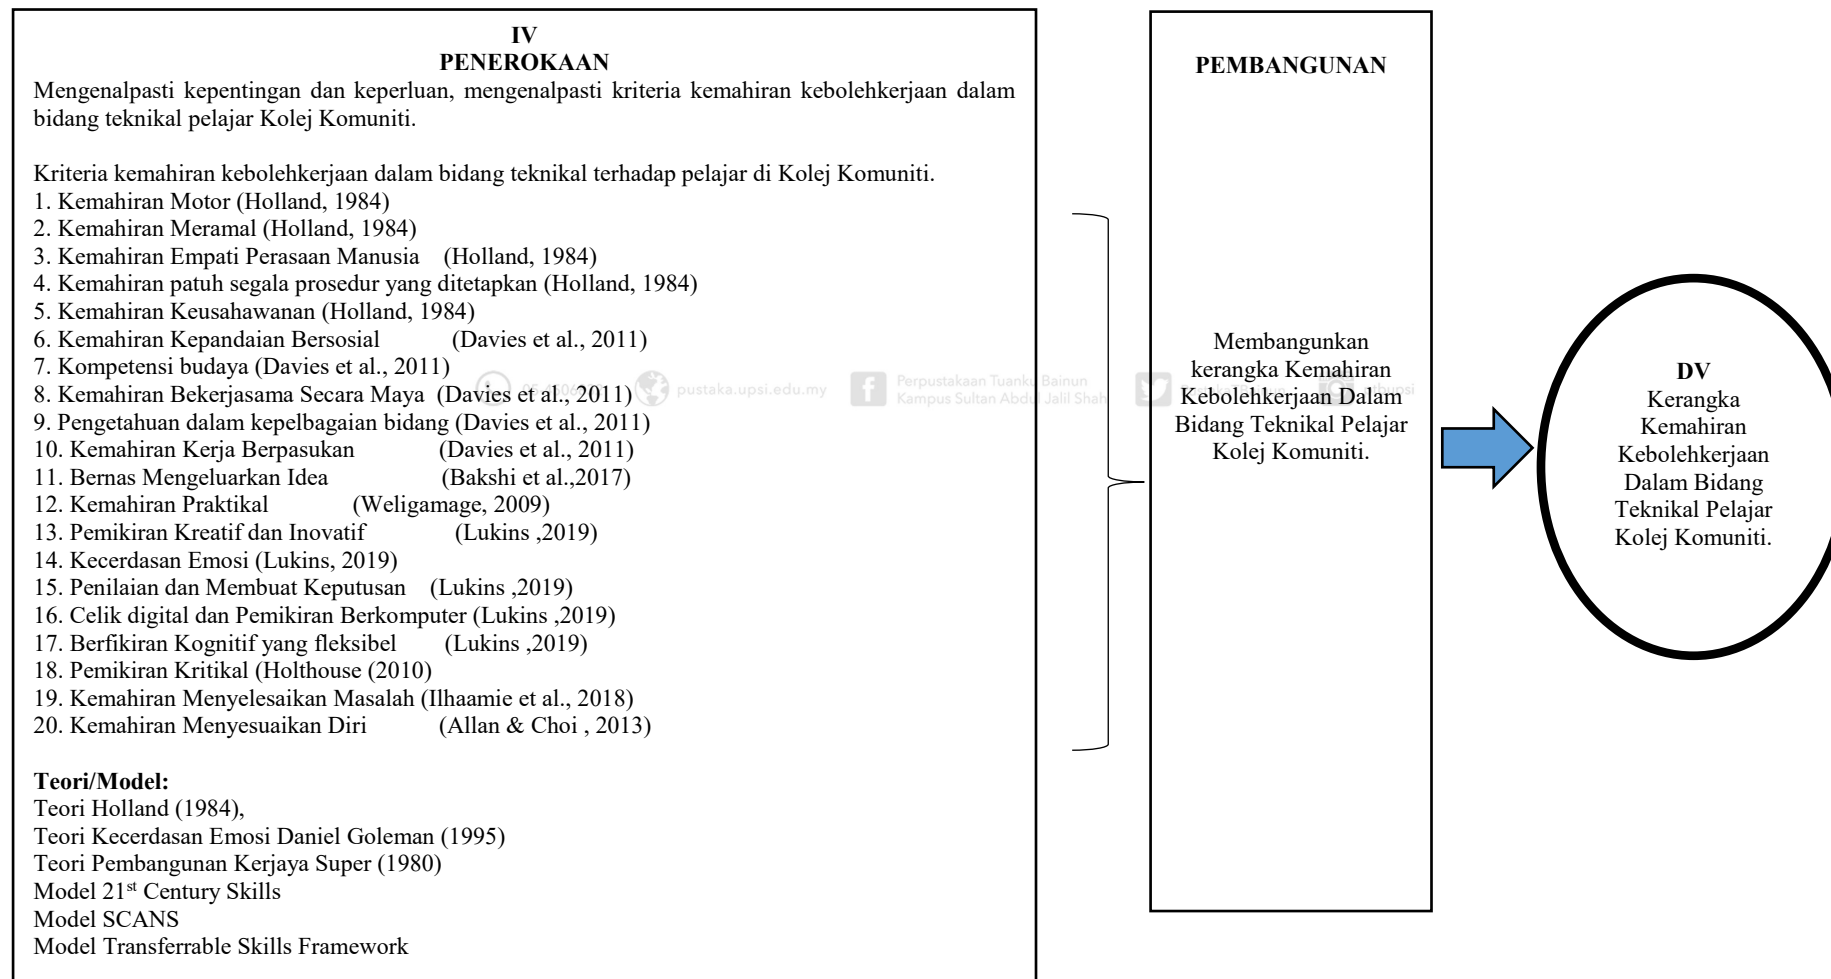 IV
PENEROKAAN
Mengenalpasti kepentingan dan keperluan, mengenalpasti kriteria kemahiran kebolehkerjaan dalam
bidang teknikal pelajar Kolej Komuniti.
Kriteria kemahiran kebolehkerjaan dalam bidang teknikal terhadap pelajar di Kolej Komuniti.
1. Kemahiran Motor (Holland, 1984)
2. Kemahiran Meramal (Holland, 1984)
3. Kemahiran Empati Perasaan Manusia (Holland, 1984)
4. Kemahiran patuh segala prosedur yang ditetapkan (Holland, 1984)
5. Kemahiran Keusahawanan (Holland, 1984)
6. Kemahiran Kepandaian Bersosial (Davies et al., 2011)
7. Kompetensi budaya (Davies et al., 2011)
8. Kemahiran Bekerjasama Secara Maya (Davies et al., 2011)
9. Pengetahuan dalam kepelbagaian bidang (Davies et al., 2011)
10. Kemahiran Kerja Berpasukan (Davies et al., 2011)
11. Bernas Mengeluarkan Idea (Bakshi et al.,2017)
12. Kemahiran Praktikal (Weligamage, 2009)
13. Pemikiran Kreatif dan Inovatif (Lukins ,2019)
14. Kecerdasan Emosi (Lukins, 2019)
15. Penilaian dan Membuat Keputusan (Lukins ,2019)
16. Celik digital dan Pemikiran Berkomputer (Lukins ,2019)
17. Berfikiran Kognitif yang fleksibel (Lukins ,2019)
18. Pemikiran Kritikal (Holthouse (2010)
19. Kemahiran Menyelesaikan Masalah (Ilhaamie et al., 2018)
20. Kemahiran Menyesuaikan Diri (Allan & Choi , 2013)
Teori/Model:
Teori Holland (1984),
Teori Kecerdasan Emosi Daniel Goleman (1995)
Teori Pembangunan Kerjaya Super (1980)
Model 21st Century Skills
Model SCANS
Model Transferrable Skills Framework
pustaka.upsi.edu.my
Perpustakaan Tuanku Bainun
Kampus Sultan Abdul Jalil Shah
PEMBANGUNAN
Membangunkan
kerangka Kemahiran
Kebolehkerjaan Dalam
Bidang Teknikal Pelajar
Kolej Komuniti.
DV
Kerangka
Kemahiran
Kebolehkerjaan
Dalam Bidang
Teknikal Pelajar
Kolej Komuniti.